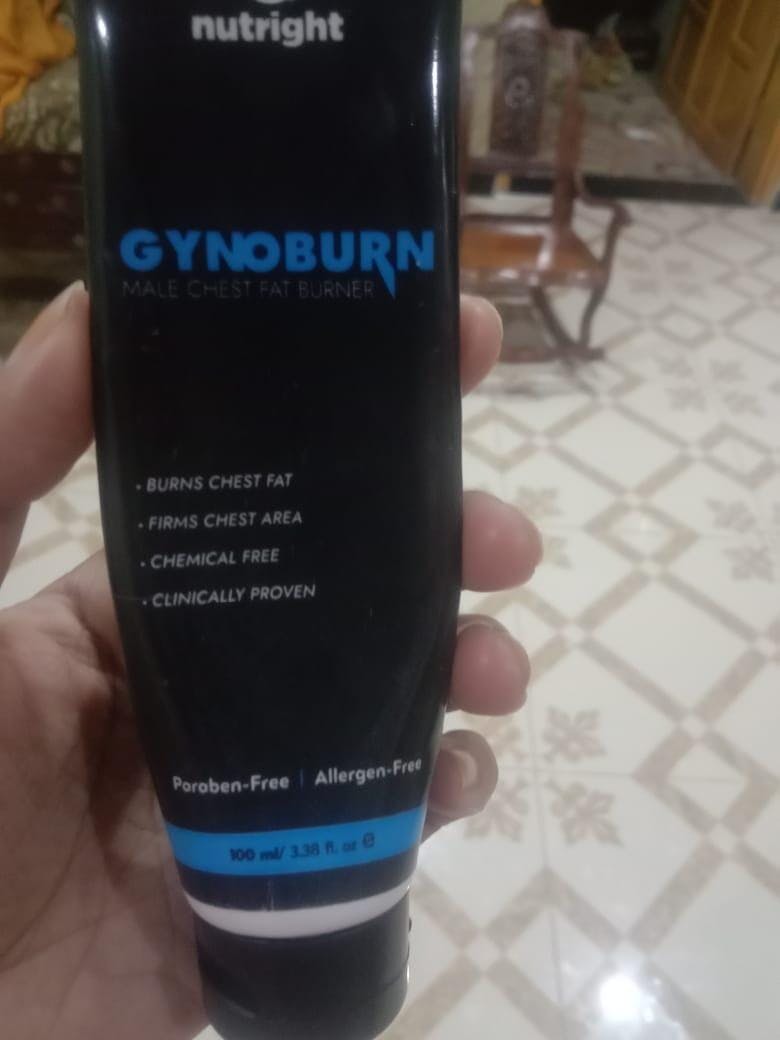 nutright
GYNOBURN
MALE CHEST FAT BURNER
• BURNS CHEST FAT
• FIRMS CHEST AREA
• CHEMICAL FREE
• CLINICALLY PROVEN
Paraben-Free | Allergen-Free
100 ml/ 3.38 fl. oz ℮